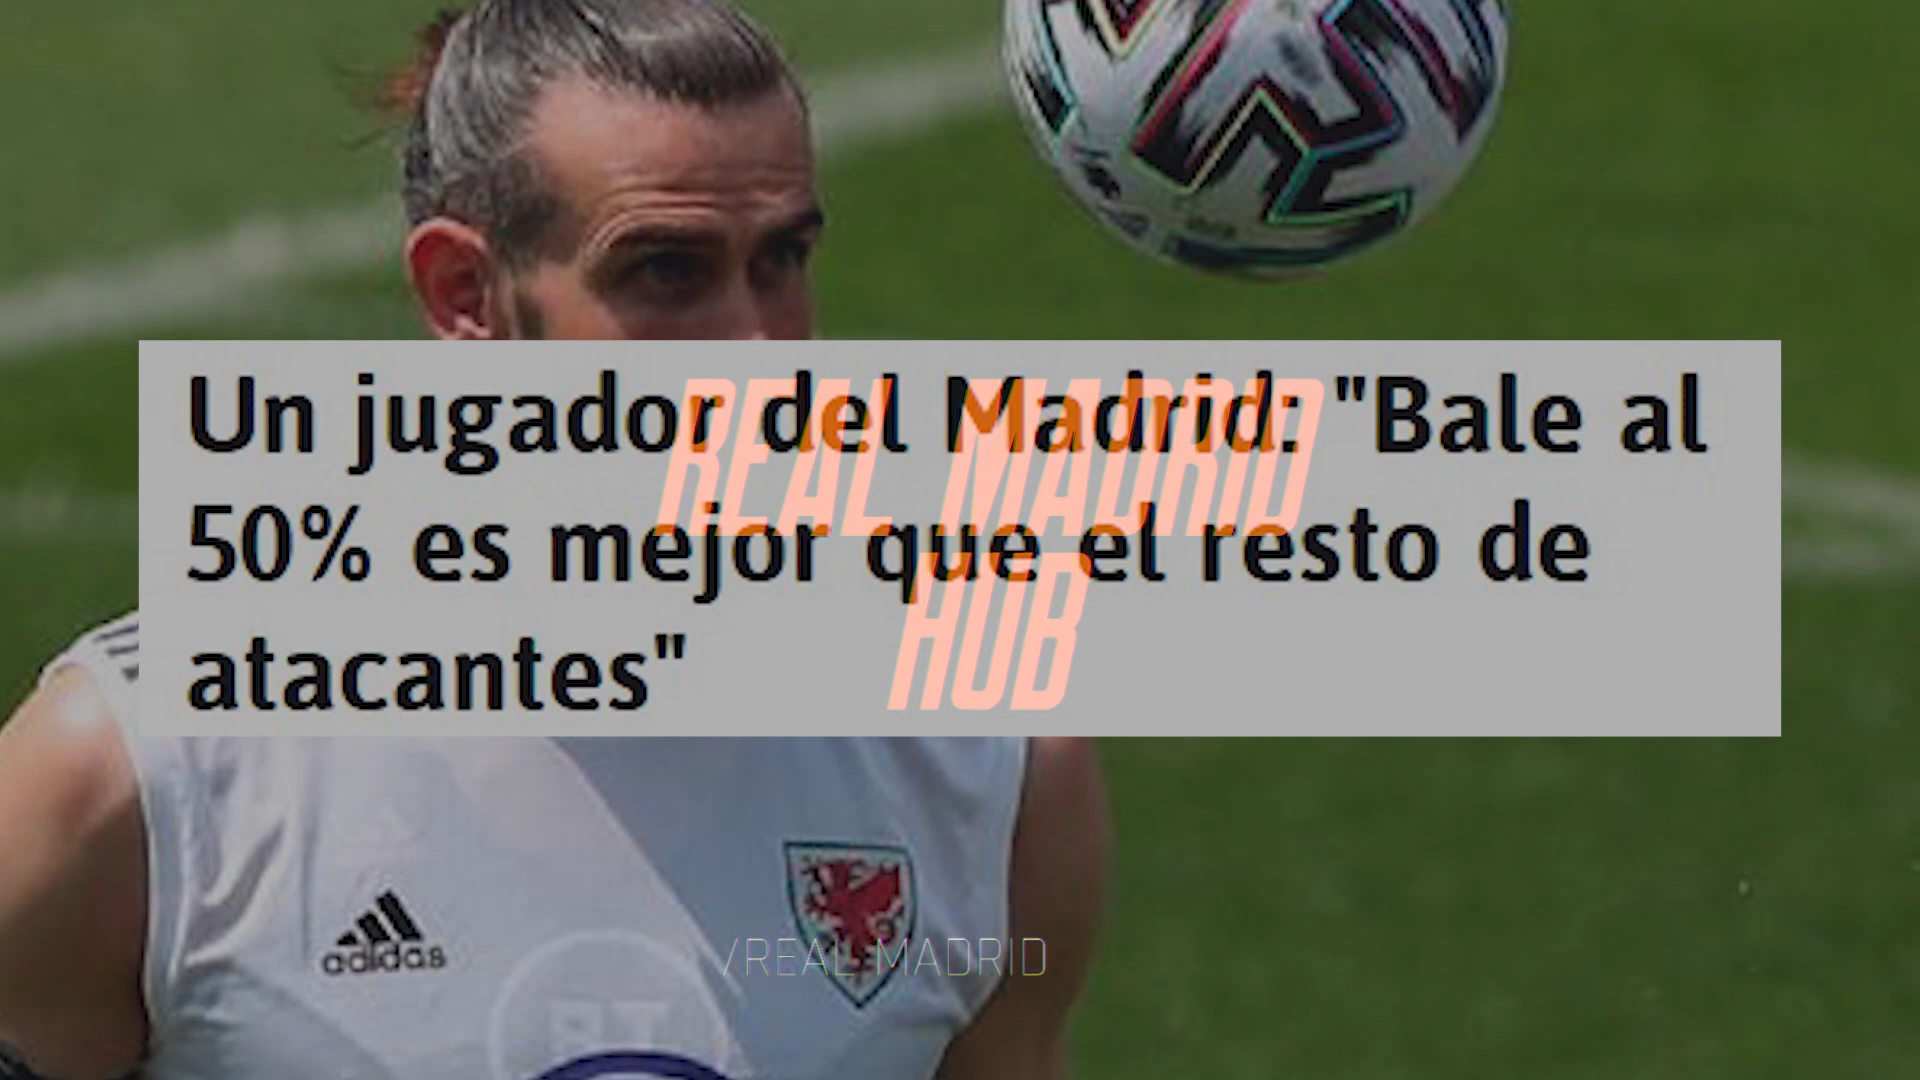 Un jugador del Madrid: "Bale al
50% es mejor que el resto de
atacantes"
REAL MADRID
HUB
adidas
/REAL MADRID
BT